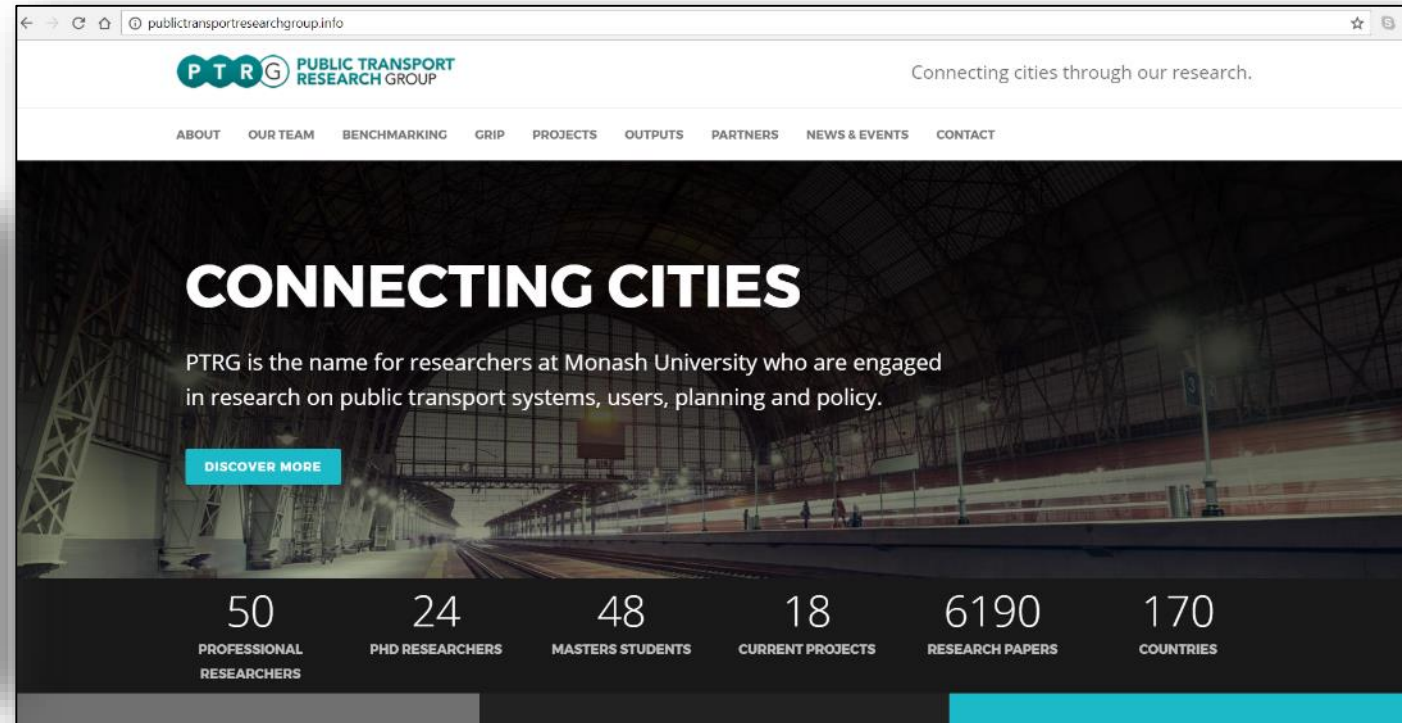 publictransportresearchgroup.info
P T R G PUBLIC TRANSPORT
RESEARCH GROUP
Connecting cities through our research.
ABOUT OUR TEAM BENCHMARKING GRIP PROJECTS OUTPUTS PARTNERS NEWS & EVENTS CONTACT
CONNECTING CITIES
PTRG is the name for researchers at Monash University who are engaged
in research on public transport systems, users, planning and policy.
DISCOVER MORE
3
50 24 48 18 6190 170
PROFESSIONAL PHD RESEARCHERS MASTERS STUDENTS CURRENT PROJECTS RESEARCH PAPERS COUNTRIES
RESEARCHERS